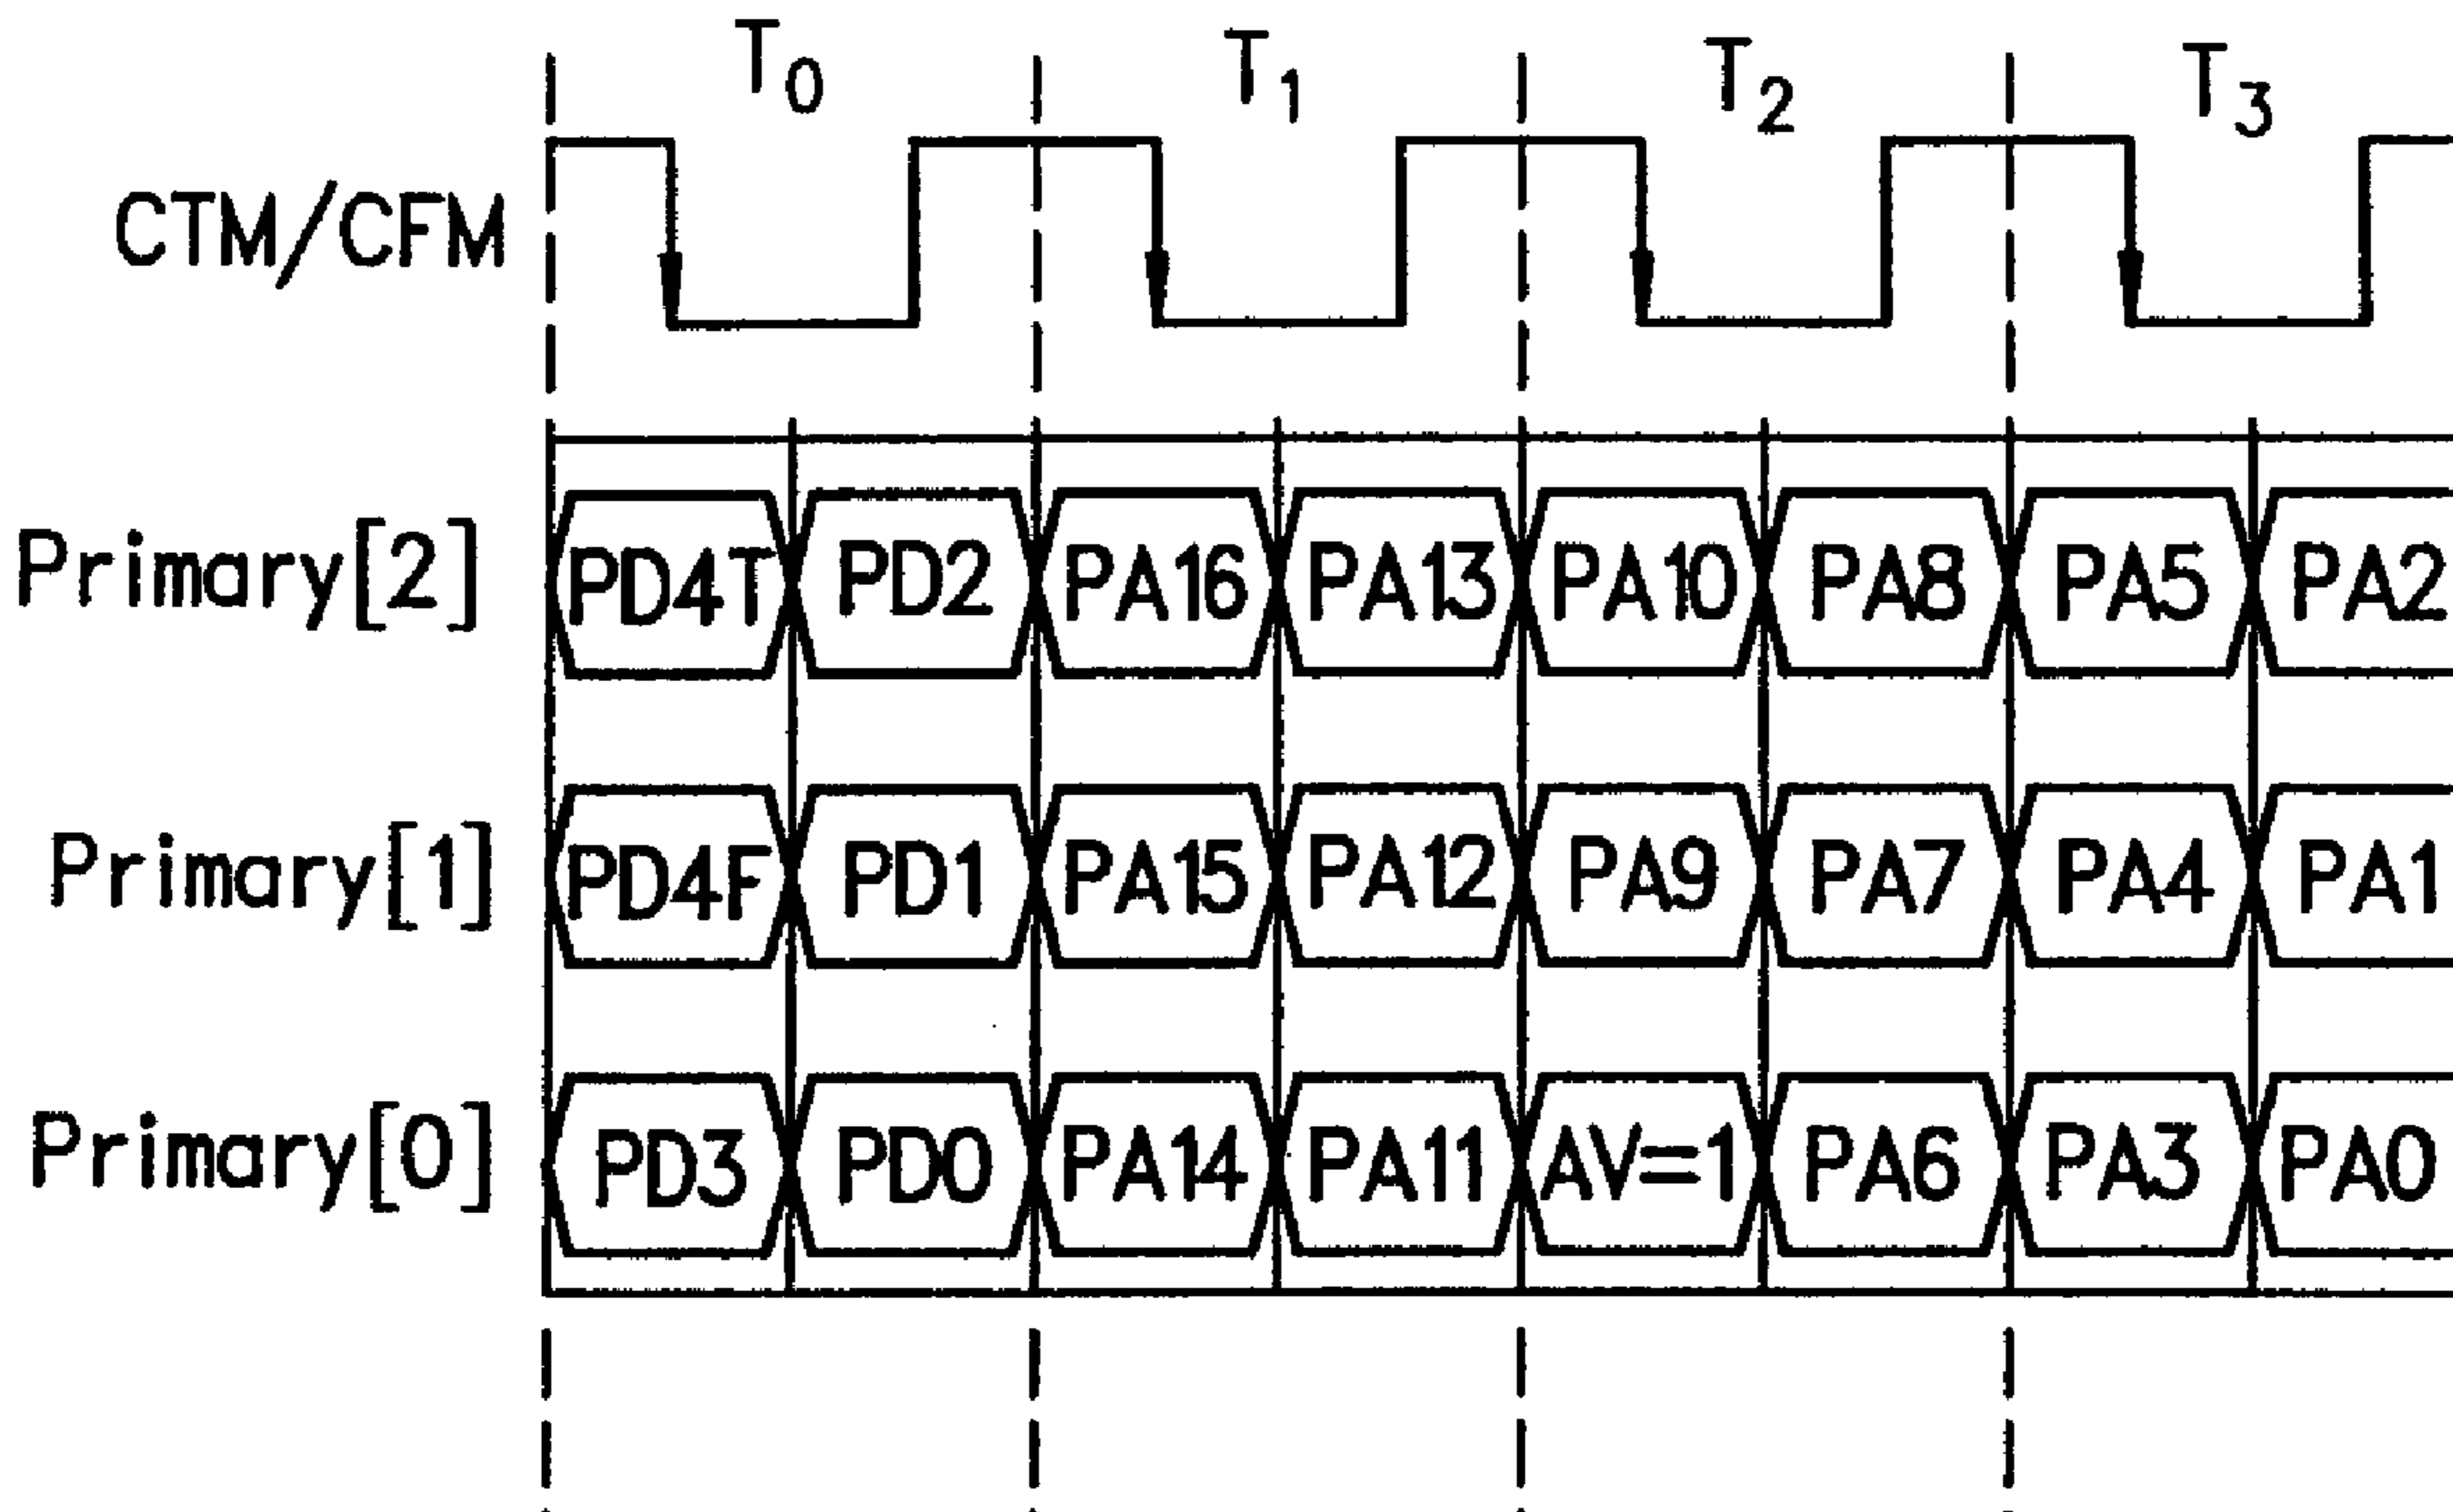 T0 T1 T2 T3
CTM/CFM
Primary[2] PD4T PD2 PA16 PA13 PA10 PA8 PA5 PA2
Primary[1] PD4F PD1 PA15 PA12 PA9 PA7 PA4 PA1
Primary[0] PD3 PD0 PA14 PA11 AV=1 PA6 PA3 PA0